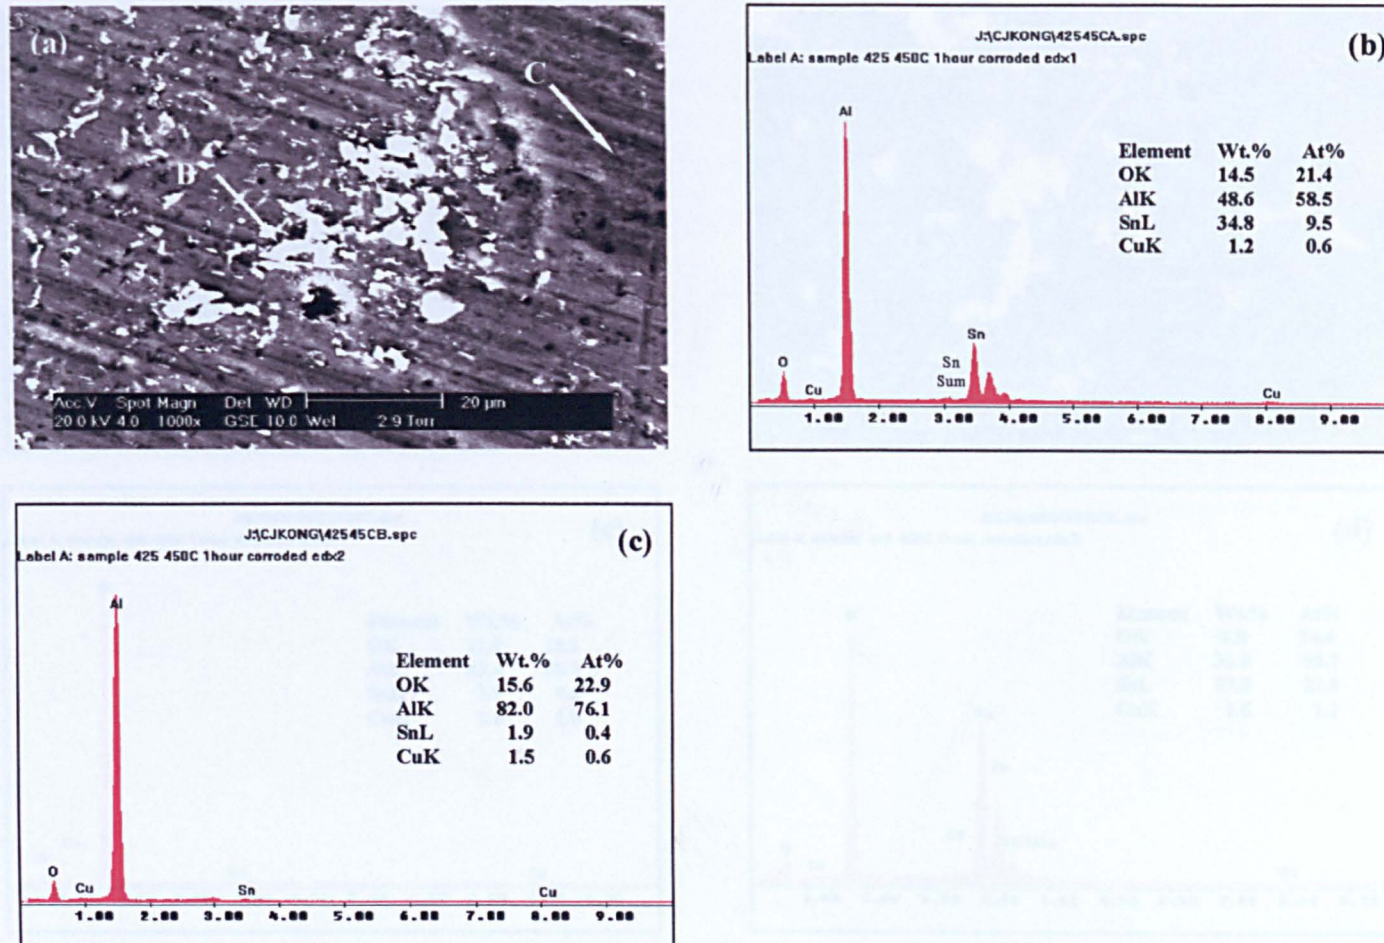 (a)
C
B
Acc.V Spot Magn Det WD 20 µm
20.0 kV 4.0 1000x GSE 10.0 Wet 2.9 Torr
J:\CJKONG\42545CA.spc
(b)
Label A: sample 425 450C 1hour corroded edx1
Al
Element Wt.% At%
OK 14.5 21.4
AlK 48.6 58.5
SnL 34.8 9.5
CuK 1.2 0.6
Sn
Sn
Sum
O
Cu
Cu
1.00 2.00 3.00 4.00 5.00 6.00 7.00 8.00 9.00
J:\CJKONG\42545CB.spc
(c)
Label A: sample 425 450C 1hour corroded edx2
Al
Element Wt.% At%
OK 15.6 22.9
AlK 82.0 76.1
SnL 1.9 0.4
CuK 1.5 0.6
O
Cu
Sn
Cu
1.00 2.00 3.00 4.00 5.00 6.00 7.00 8.00 9.00